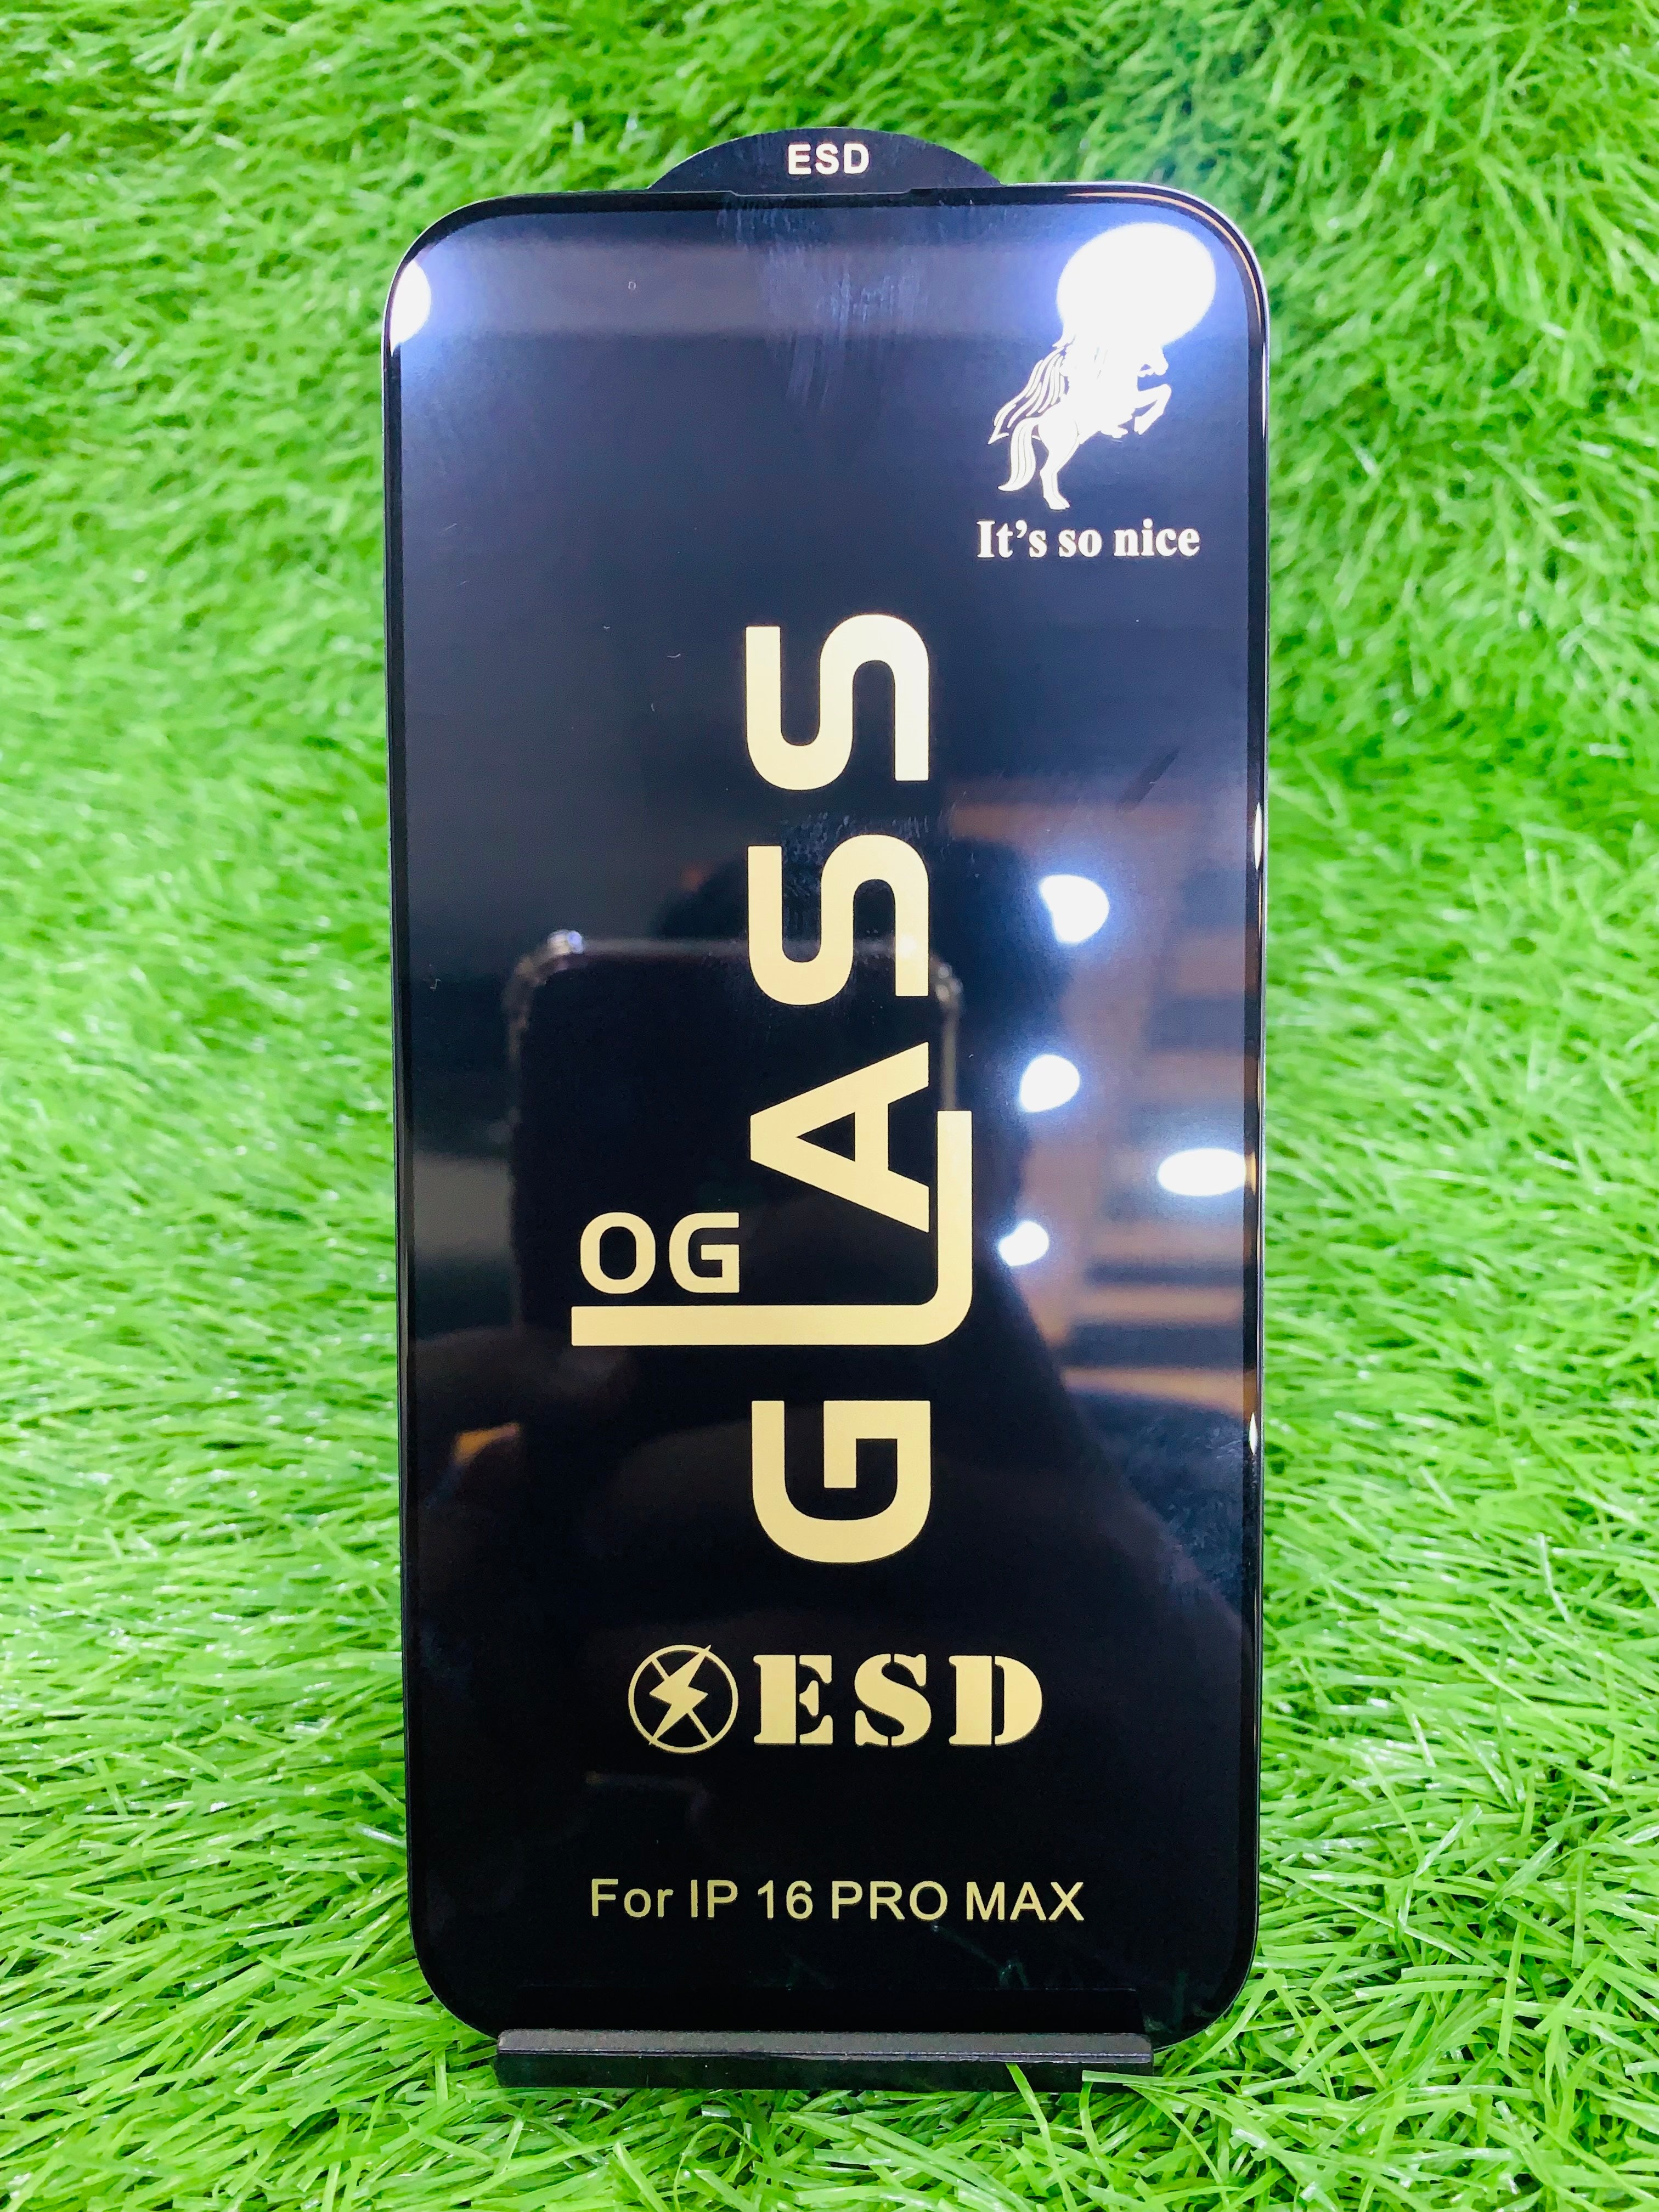 ESD
It's so nice
OG
GLASS
ESD
For IP 16 PRO MAX